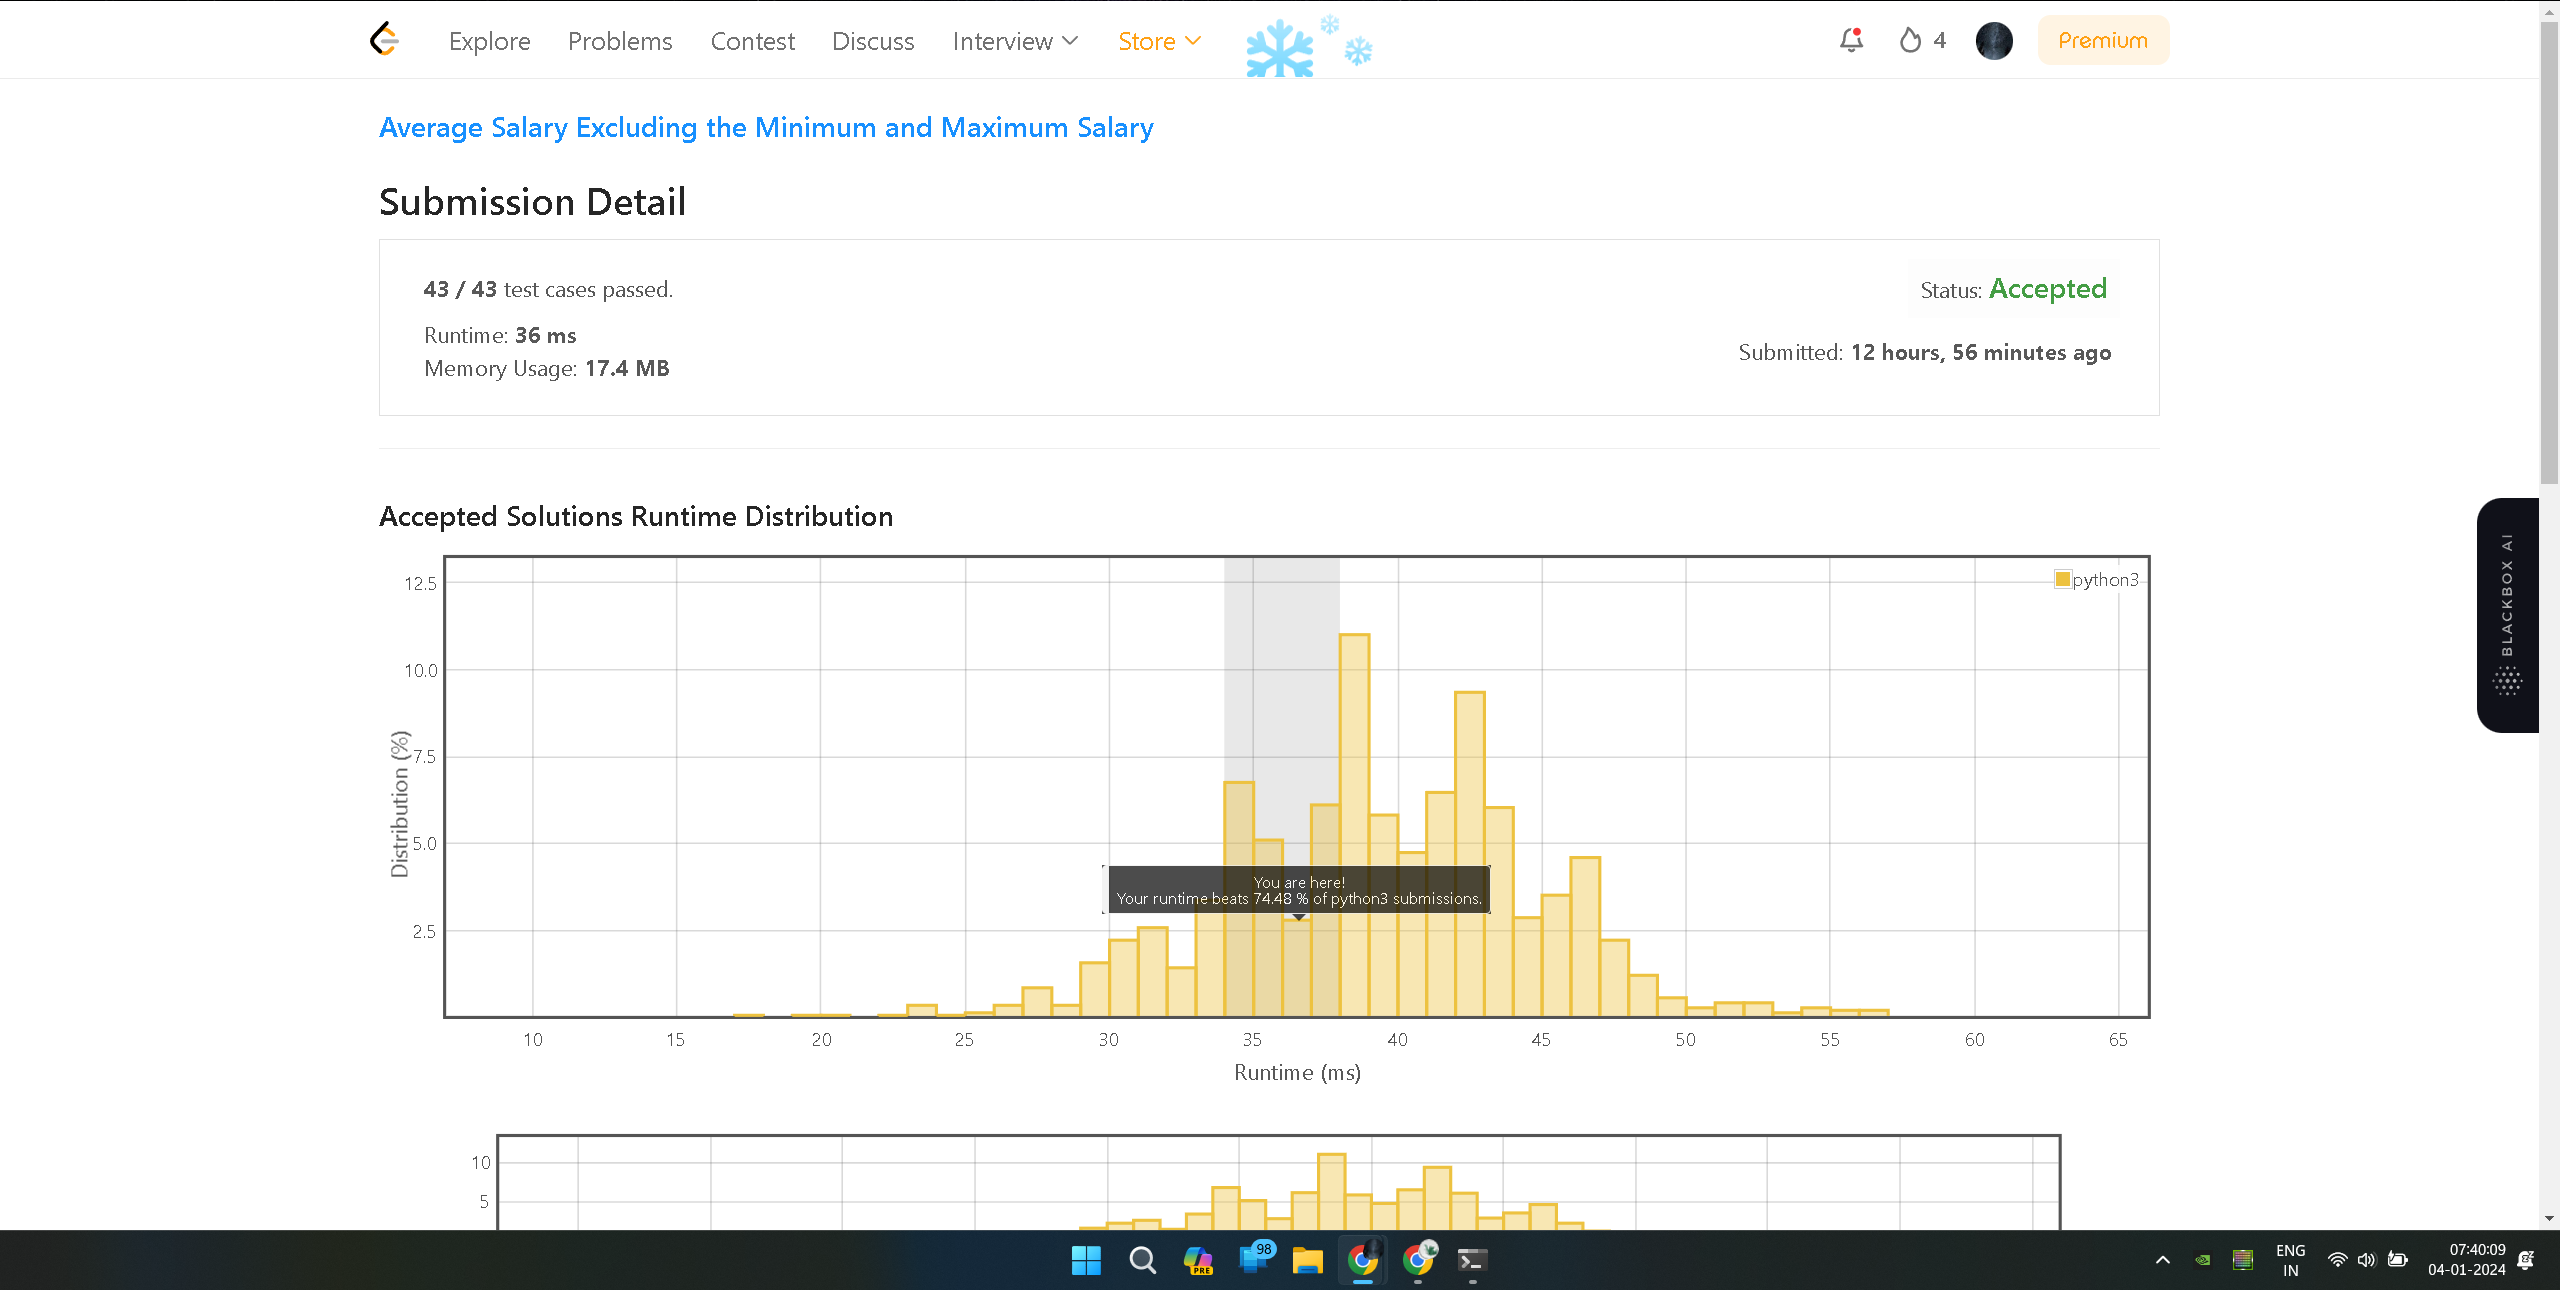 Explore Problems Contest Discuss Interview Store
4 Premium
Average Salary Excluding the Minimum and Maximum Salary
Submission Detail
43 / 43 test cases passed.
Status: Accepted
Runtime: 36 ms
Submitted: 12 hours, 56 minutes ago
Memory Usage: 17.4 MB
Accepted Solutions Runtime Distribution
python3
12.5
10.0
7.5
5.0
2.5
Distribution (%)
You are here!
Your runtime beats 74.48 % of python3 submissions.
10 15 20 25 30 35 40 45 50 55 60 65
Runtime (ms)
10
5
BLACKBOX AI
PRE
98
ENG
IN
07:40:09
04-01-2024